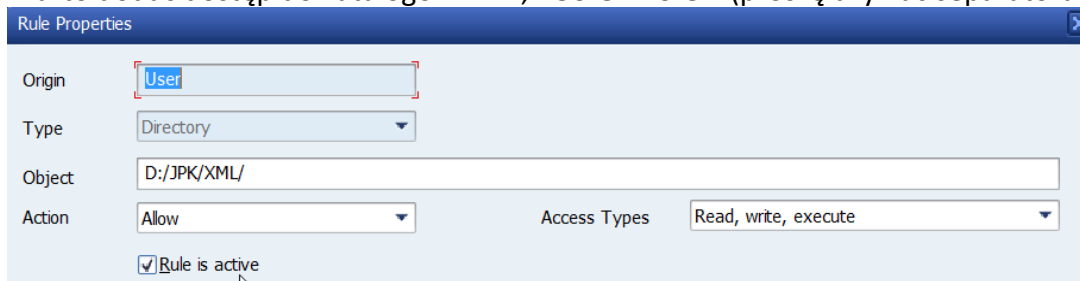 Rule Properties
Origin User
Type Directory
Object D:/JPK/XML/
Action Allow Access Types Read, write, execute
Rule is active